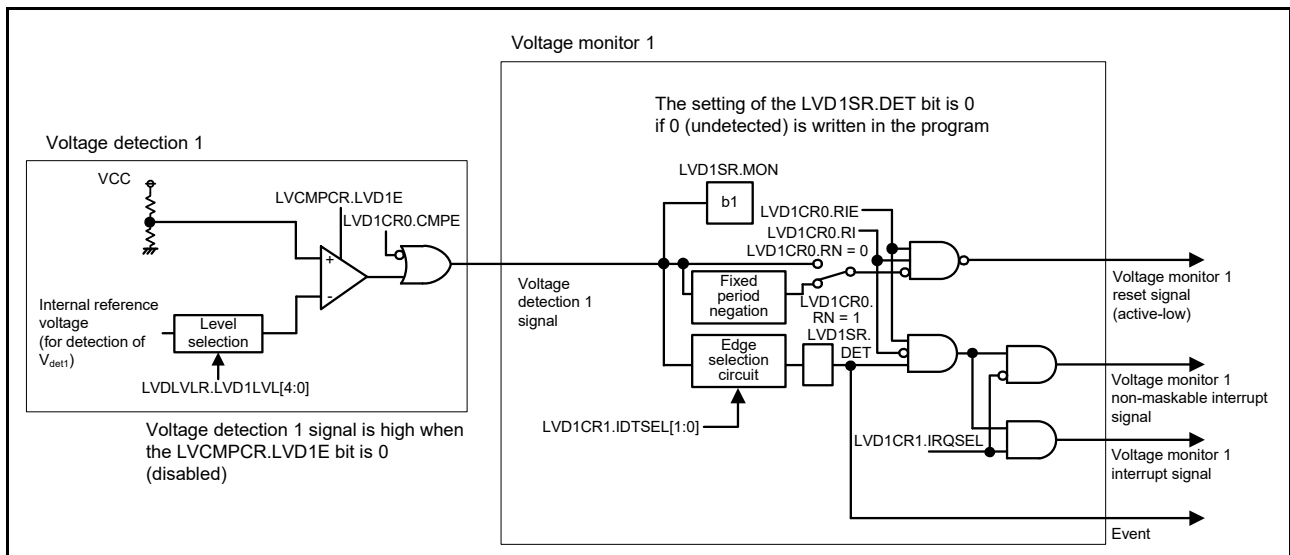 Voltage monitor 1
The setting of the LVD1SR.DET bit is 0
if 0 (undetected) is written in the program
Voltage detection 1
VCC
LVCMPCR.LVD1E
LVD1CR0.CMPE
+
-
Internal reference
voltage
(for detection of
Vdet1)
Level
selection
LVDLVLR.LVD1LVL[4:0]
Voltage detection 1 signal is high when
the LVCMPCR.LVD1E bit is 0
(disabled)
Voltage
detection 1
signal
LVD1SR.MON
b1
LVD1CR0.RIE
LVD1CR0.RI
LVD1CR0.RN = 0
Fixed
period
negation
LVD1CR0.
RN = 1
LVD1SR.
DET
Edge
selection
circuit
LVD1CR1.IDTSEL[1:0]
LVD1CR1.IRQSEL
Voltage monitor 1
reset signal
(active-low)
Voltage monitor 1
non-maskable interrupt
signal
Voltage monitor 1
interrupt signal
Event